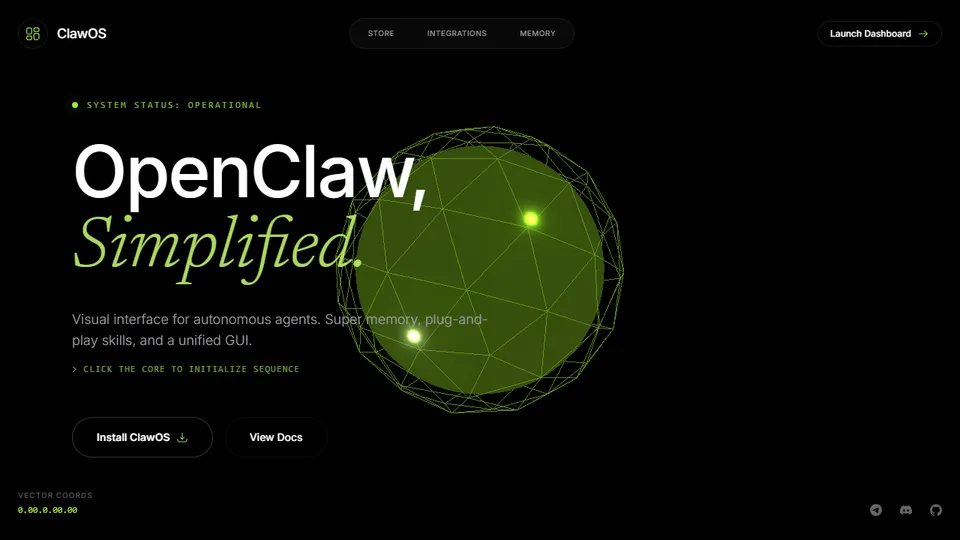 ClawOS
STORE
INTEGRATIONS
MEMORY
Launch Dashboard
SYSTEM STATUS: OPERATIONAL
OpenClaw,
Simplified.
Visual interface for autonomous agents. Super memory, plug-and-
play skills, and a unified GUI.
> CLICK THE CORE TO INITIALIZE SEQUENCE
Install ClawOS
View Docs
VECTOR COORDS
0.00.0.00.00